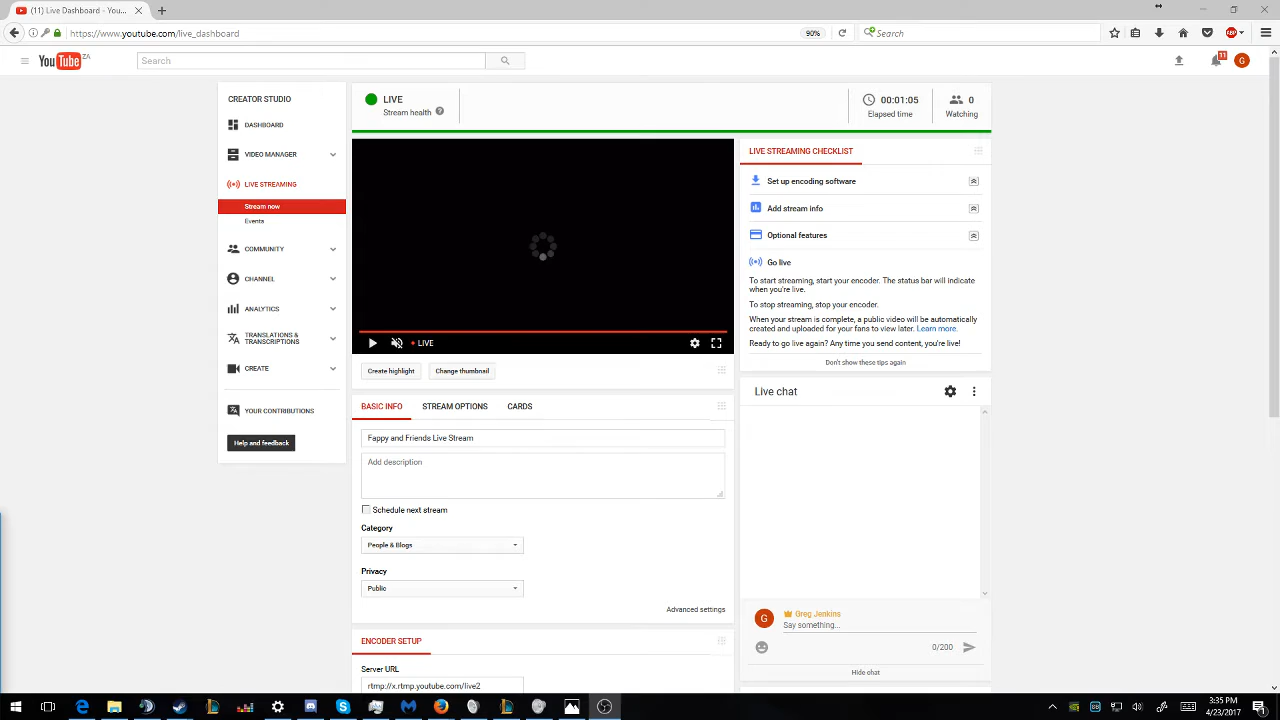 (11) Live Dashboard - Y...
https://www.youtube.com/live_dashboard
90%
Search
YouTube ZA
Search
11
G
CREATOR STUDIO
DASHBOARD
VIDEO MANAGER
LIVE STREAMING
Stream now
Events
COMMUNITY
CHANNEL
ANALYTICS
TRANSLATIONS &
TRANSCRIPTIONS
CREATE
YOUR CONTRIBUTIONS
Help and feedback
LIVE
Stream health ?
00:01:05
Elapsed time
0
Watching
LIVE
Create highlight
Change thumbnail
BASIC INFO
STREAM OPTIONS
CARDS
Fappy and Friends Live Stream
Add description
Schedule next stream
Category
People & Blogs
Privacy
Public
Advanced settings
ENCODER SETUP
Server URL
rtmp://x.rtmp.youtube.com/live2
LIVE STREAMING CHECKLIST
Set up encoding software
Add stream info
Optional features
Go live
To start streaming, start your encoder. The status bar will indicate
when you're live.
To stop streaming, stop your encoder.
When your stream is complete, a public video will be automatically
created and uploaded for your fans to view later. Learn more.
Ready to go live again? Any time you send content, you're live!
Don't show these tips again
Live chat
G
Greg Jenkins
Say something...
0/200
Hide chat
3:35 PM
4/23/2017